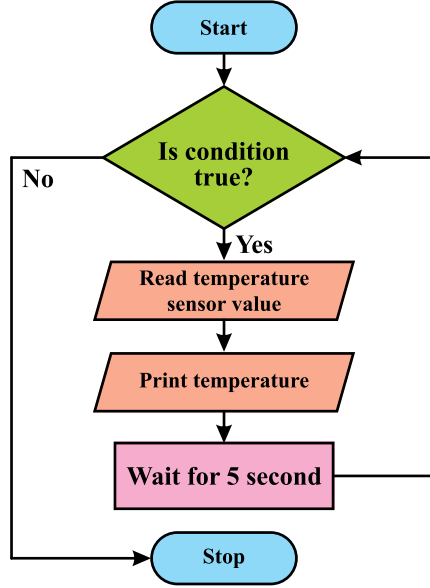 Start
Is condition
true?
No
Yes
Read temperature
sensor value
Print temperature
Wait for 5 second
Stop